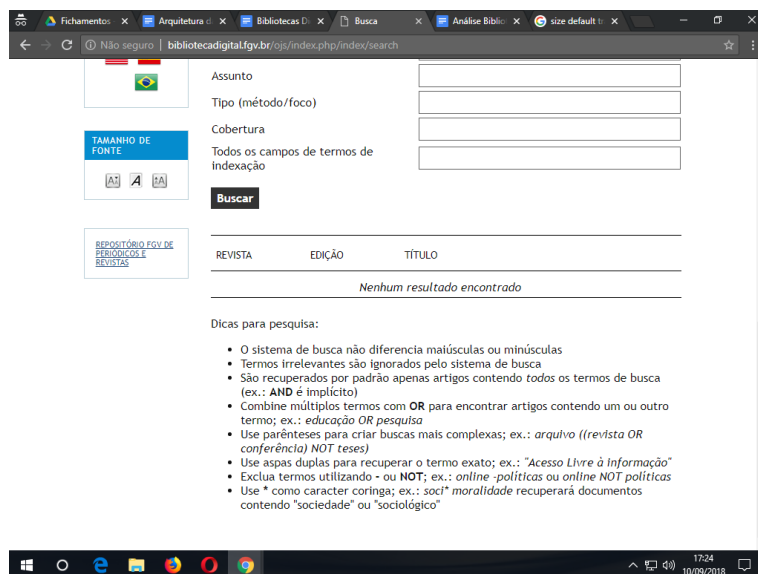 Fichamentos
Arquitetura d
Bibliotecas Di
Busca
Análise Biblio
size default t
Não seguro | bibliotecadigital.fgv.br/ojs/index.php/index/search
Assunto
Tipo (método/foco)
Cobertura
TAMANHO DE
FONTE
Todos os campos de termos de
indexação
Buscar
REPOSITÓRIO FGV DE
PERIÓDICOS E
REVISTAS
REVISTA EDIÇÃO TÍTULO
Nenhum resultado encontrado
Dicas para pesquisa:
• O sistema de busca não diferencia maiúsculas ou minúsculas
• Termos irrelevantes são ignorados pelo sistema de busca
• São recuperados por padrão apenas artigos contendo todos os termos de busca
(ex.: AND é implícito)
• Combine múltiplos termos com OR para encontrar artigos contendo um ou outro
termo; ex.: educação OR pesquisa
• Use parênteses para criar buscas mais complexas; ex.: arquivo ((revista OR
conferência) NOT teses)
• Use aspas duplas para recuperar o termo exato; ex.: "Acesso Livre à Informação"
• Exclua termos utilizando - ou NOT; ex.: online -políticas ou online NOT políticas
• Use * como caracter coringa; ex.: soci* moralidade recuperará documentos
contendo "sociedade" ou "sociológico"
17:24
10/09/2018